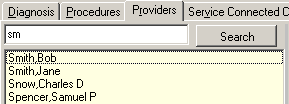 Diagnosis Procedures Providers Service Connected C
sm Search
Smith,Bob
Smith,Jane
Snow,Charles D
Spencer,Samuel P